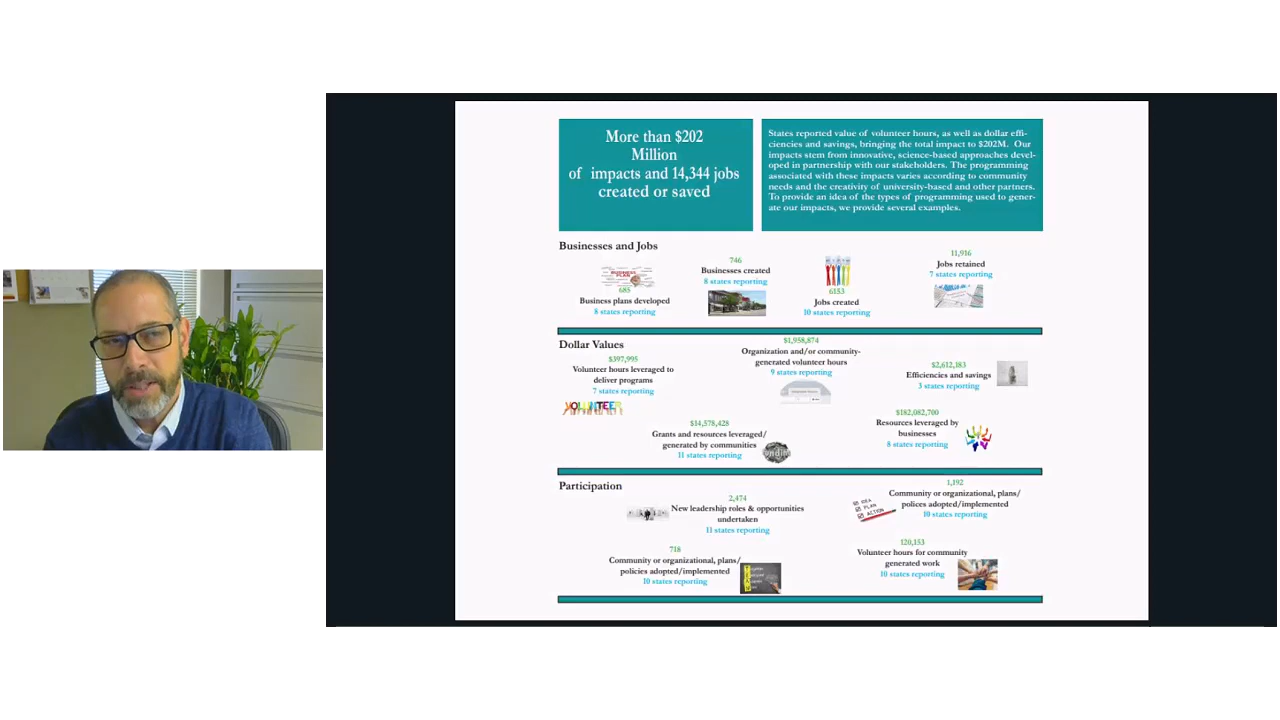 More than $202
Million
of impacts and 14,344 jobs
created or saved
States reported value of volunteer hours, as well as dollar effi-
ciencies and savings, bringing the total impact to $202M. Our
impacts stem from innovative, science-based approaches devel-
oped in partnership with our stakeholders. The programming
associated with these impacts varies according to community
needs and the creativity of university-based and other partners.
To provide an idea of the types of programming used to gener-
ate our impacts, we provide several examples.
Businesses and Jobs
BUSINESS
PLAN
685
Business plans developed
8 states reporting
746
Businesses created
8 states reporting
6153
Jobs created
10 states reporting
11,916
Jobs retained
7 states reporting
Dollar Values
$397,995
Volunteer hours leveraged to
deliver programs
7 states reporting
VOLUNTEER
$1,958,874
Organization and/or community-
generated volunteer hours
9 states reporting
$2,612,183
Efficiencies and savings
3 states reporting
$14,578,428
Grants and resources leveraged/
generated by communities
11 states reporting
$182,082,700
Resources leveraged by
businesses
8 states reporting
Participation
2,474
New leadership roles & opportunities
undertaken
11 states reporting
IDEA
PLAN
ACTION
1,192
Community or organizational, plans/
polices adopted/implemented
10 states reporting
718
Community or organizational, plans/
policies adopted/implemented
10 states reporting
120,153
Volunteer hours for community
generated work
10 states reporting